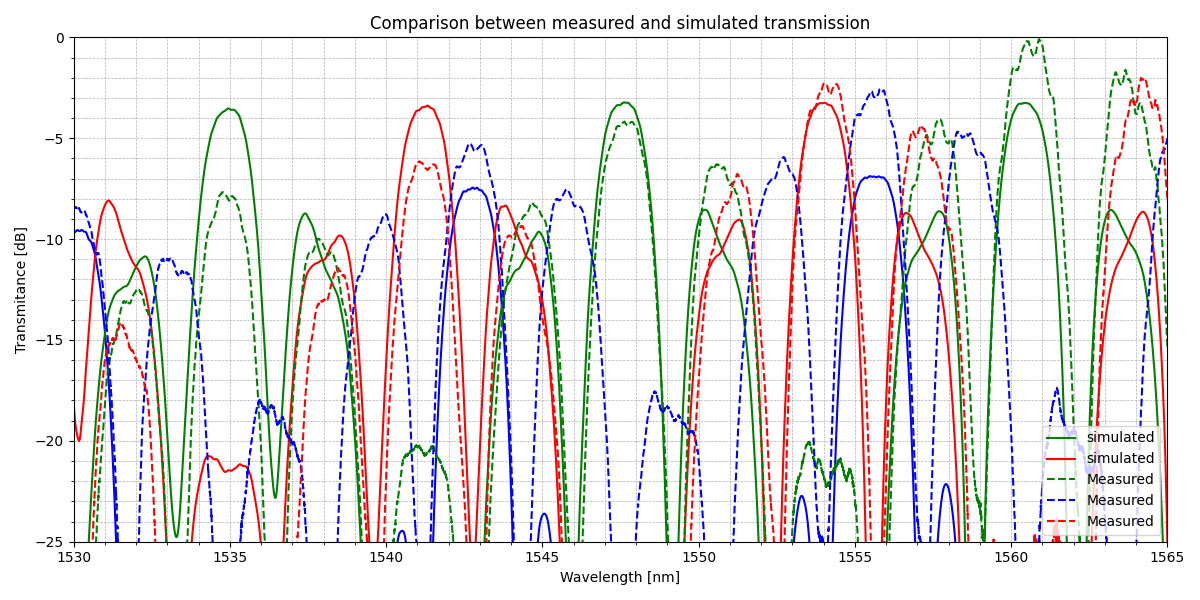 Comparison between measured and simulated transmission
Transmitance [dB]
0
−5
−10
−15
−20
−25
1530
1535
1540
1545
1550
1555
1560
1565
Wavelength [nm]
simulated
simulated
Measured
Measured
Measured